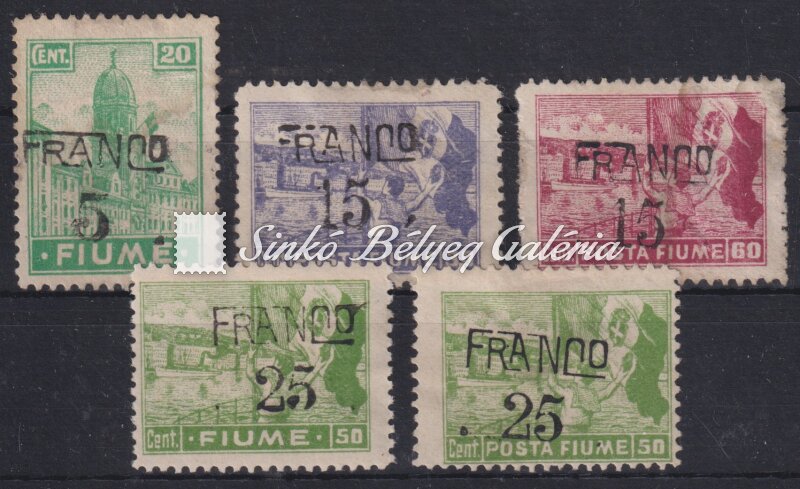 CENT. 20
FRANCO
5
· FIUME ·
FRANCO
15
FRANCO
15
POSTA FIUME 60
Sinkó Bélyeg Galéria
FRANCO
25
Cent. · FIUME · 50
FRANCO
25
Cent. POSTA FIUME 50